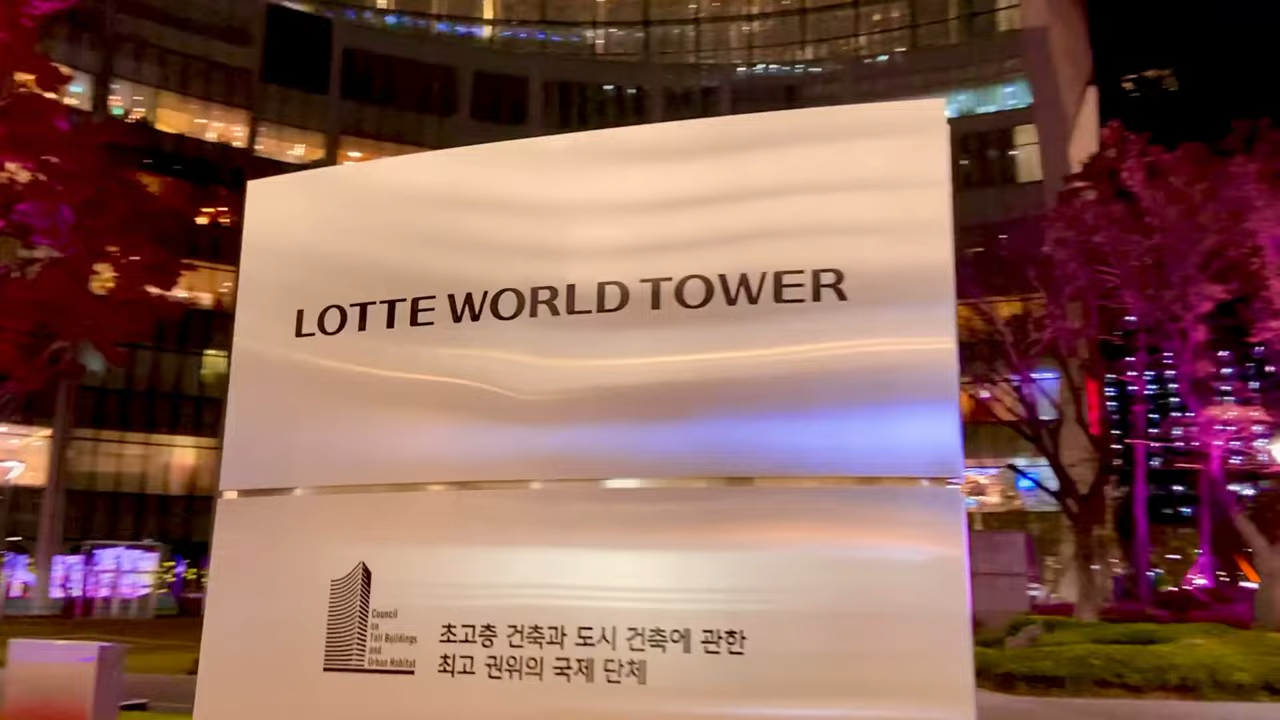 LOTTE WORLD TOWER
Council
on
Tall Buildings
and
Urban Habitat
초고층 건축과 도시 건축에 관한
최고 권위의 국제 단체